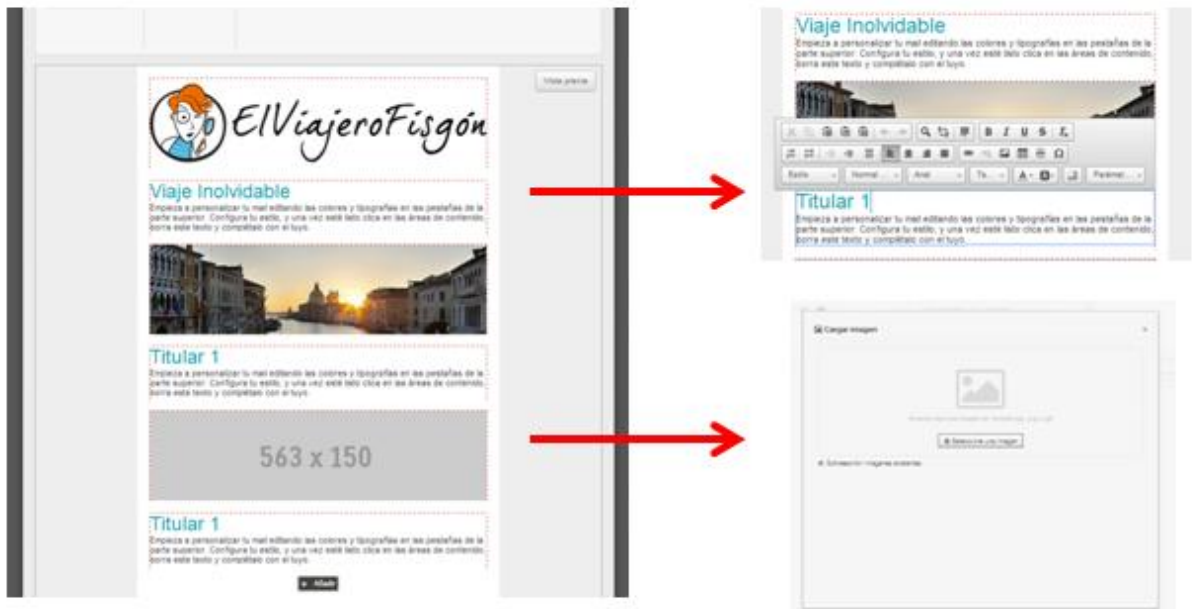 Vista previa
ElViajeroFisgón
Viaje Inolvidable
Empieza a personalizar tu mail editando los colores y tipografías en las pestañas de la
parte superior. Configura tu estilo, y una vez esté listo clica en las áreas de contenido,
borra este texto y complétalo con el tuyo.
Titular 1
Empieza a personalizar tu mail editando los colores y tipografías en las pestañas de la
parte superior. Configura tu estilo, y una vez esté listo clica en las áreas de contenido,
borra este texto y complétalo con el tuyo.
563 x 150
Titular 1
Empieza a personalizar tu mail editando los colores y tipografías en las pestañas de la
parte superior. Configura tu estilo, y una vez esté listo clica en las áreas de contenido,
borra este texto y complétalo con el tuyo.
+ Añadir
Viaje Inolvidable
Empieza a personalizar tu mail editando los colores y tipografías en las pestañas de la
parte superior. Configura tu estilo, y una vez esté listo clica en las áreas de contenido,
borra este texto y complétalo con el tuyo.
B I U S
Estilo Normal Arial Ta... A Parámet...
Titular 1
Empieza a personalizar tu mail editando los colores y tipografías en las pestañas de la
parte superior. Configura tu estilo, y una vez esté listo clica en las áreas de contenido,
borra este texto y complétalo con el tuyo.
Cargar imagen
Selecciona una imagen